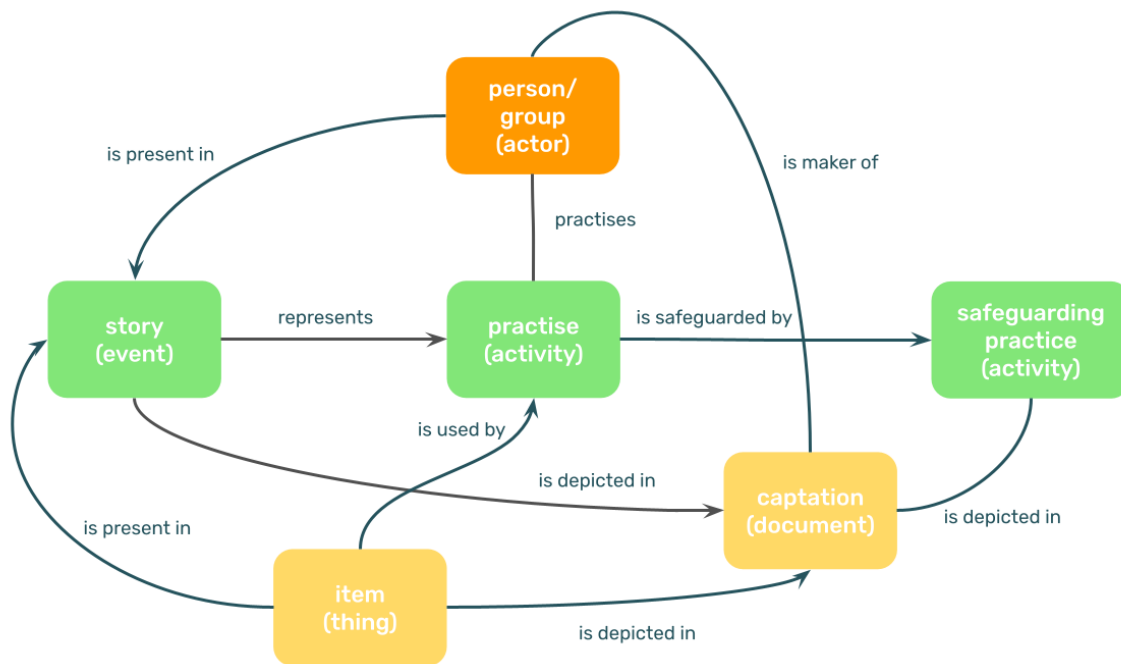 person/
group
(actor)
is present in
is maker of
practises
story
(event)
represents
practise
(activity)
is safeguarded by
safeguarding
practice
(activity)
is used by
is depicted in
captation
(document)
is depicted in
is present in
item
(thing)
is depicted in